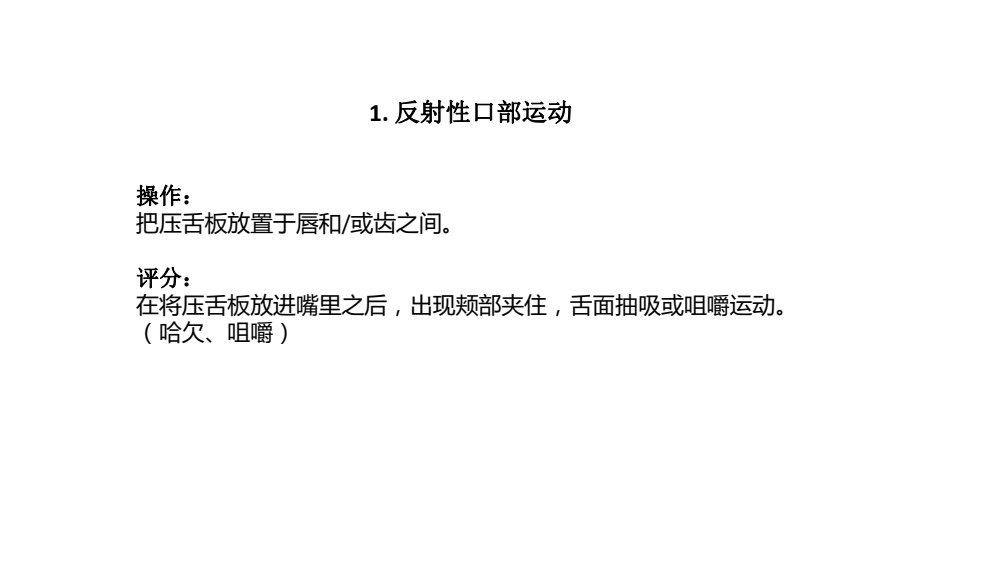 1. 反射性口部运动
操作：
把压舌板放置于唇和/或齿之间。
评分：
在将压舌板放进嘴里之后，出现颊部夹住，舌面抽吸或咀嚼运动。
（哈欠、咀嚼）